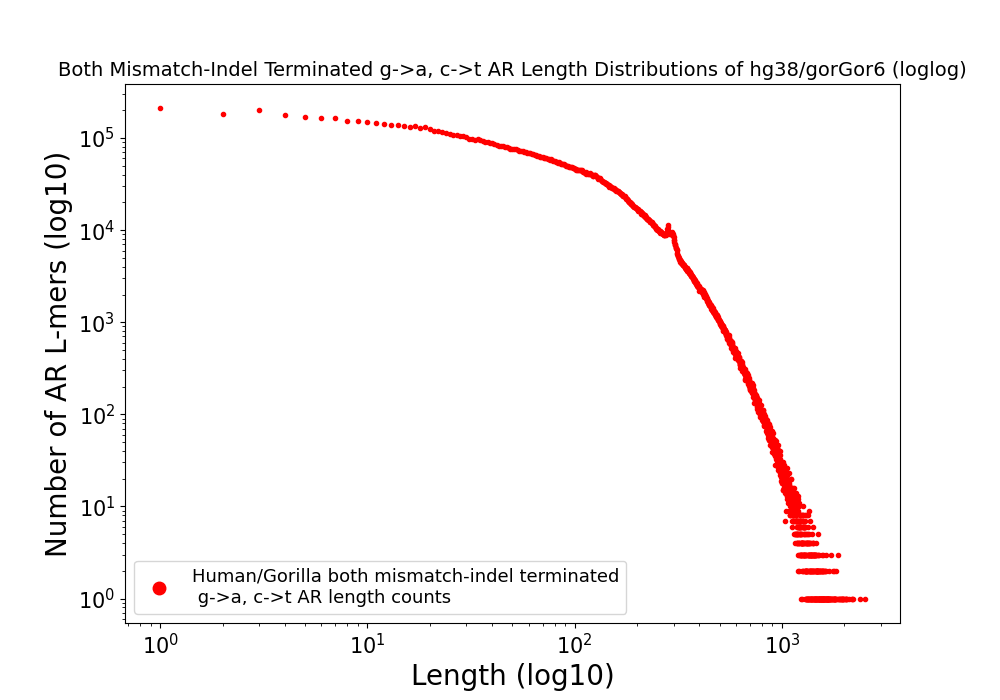 Both Mismatch-Indel Terminated g->a, c->t AR Length Distributions of hg38/gorGor6 (loglog)
Number of AR L-mers (log10)
10^5
10^4
10^3
10^2
10^1
10^0
Human/Gorilla both mismatch-indel terminated
g->a, c->t AR length counts
10^0 10^1 10^2 10^3
Length (log10)